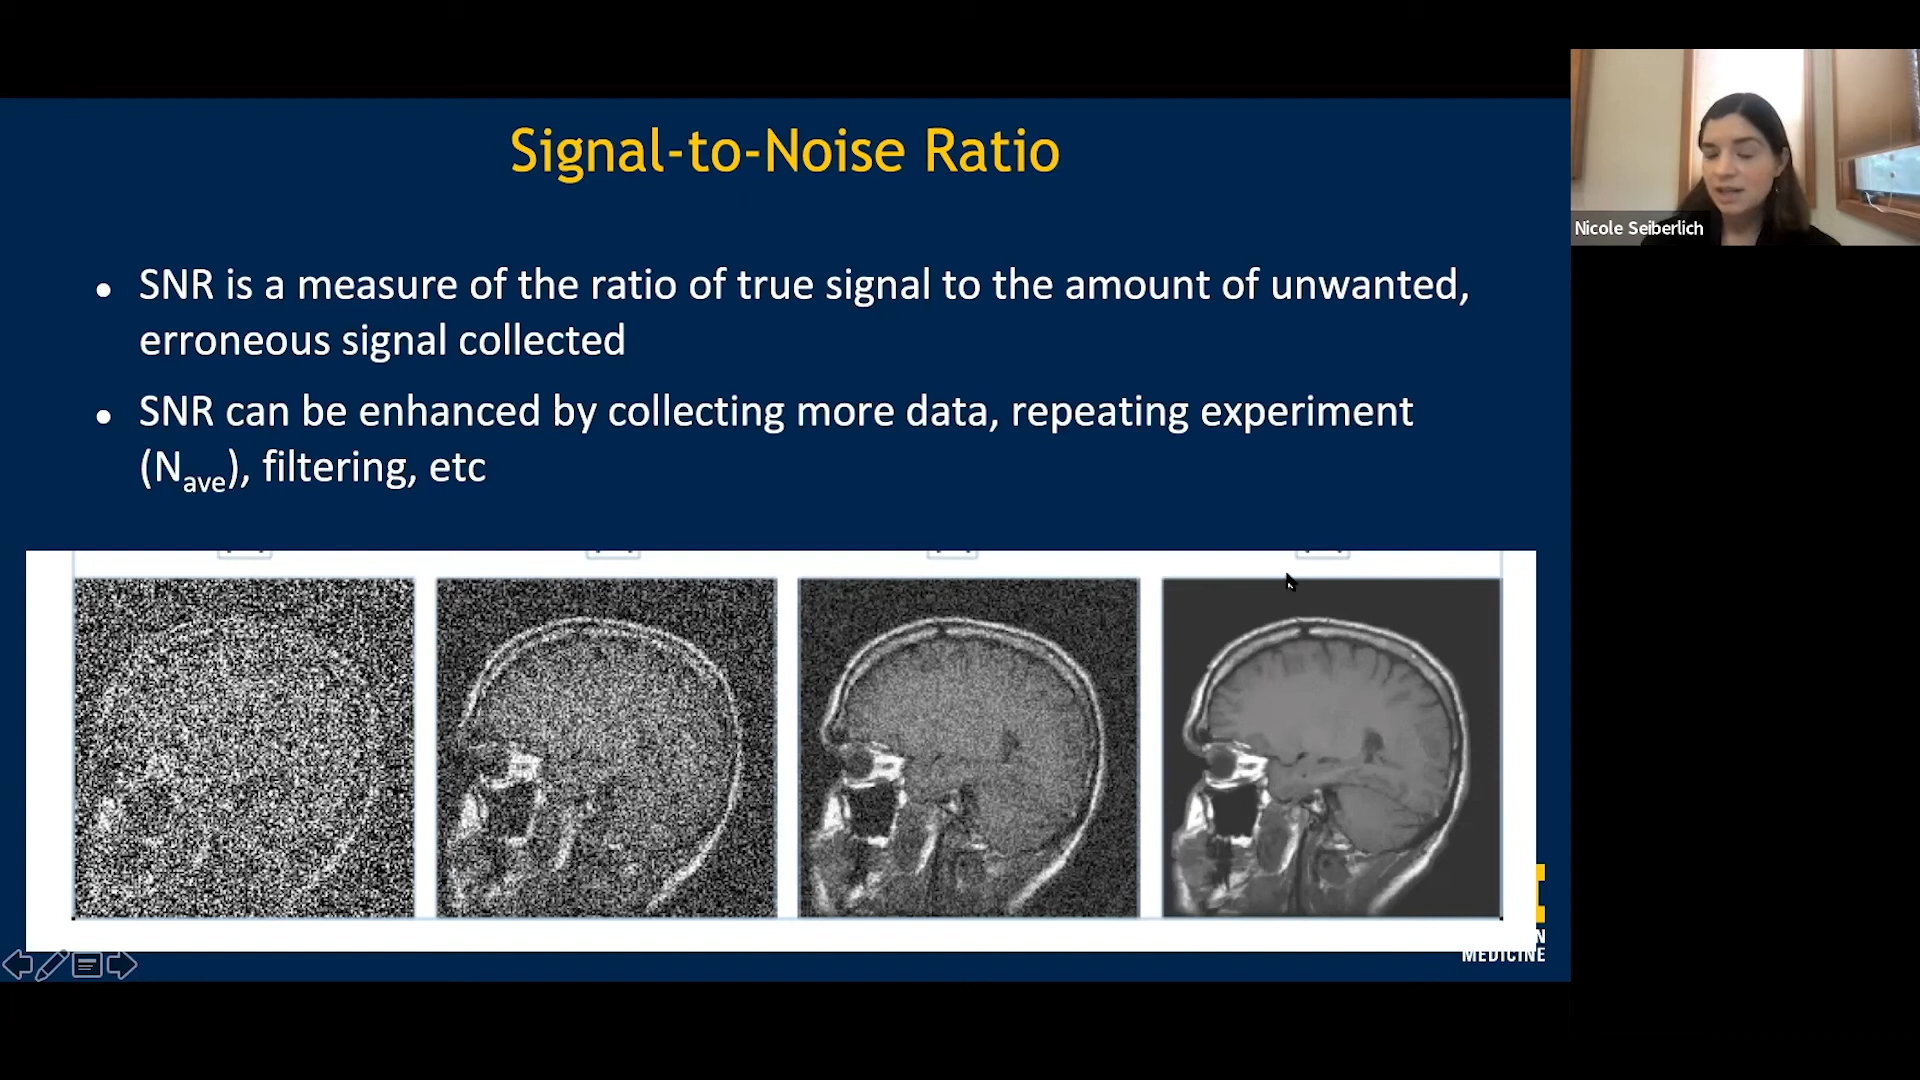 Signal-to-Noise Ratio
Nicole Seiberlich
• SNR is a measure of the ratio of true signal to the amount of unwanted,
erroneous signal collected
• SNR can be enhanced by collecting more data, repeating experiment
(Nave), filtering, etc
MEDICINE